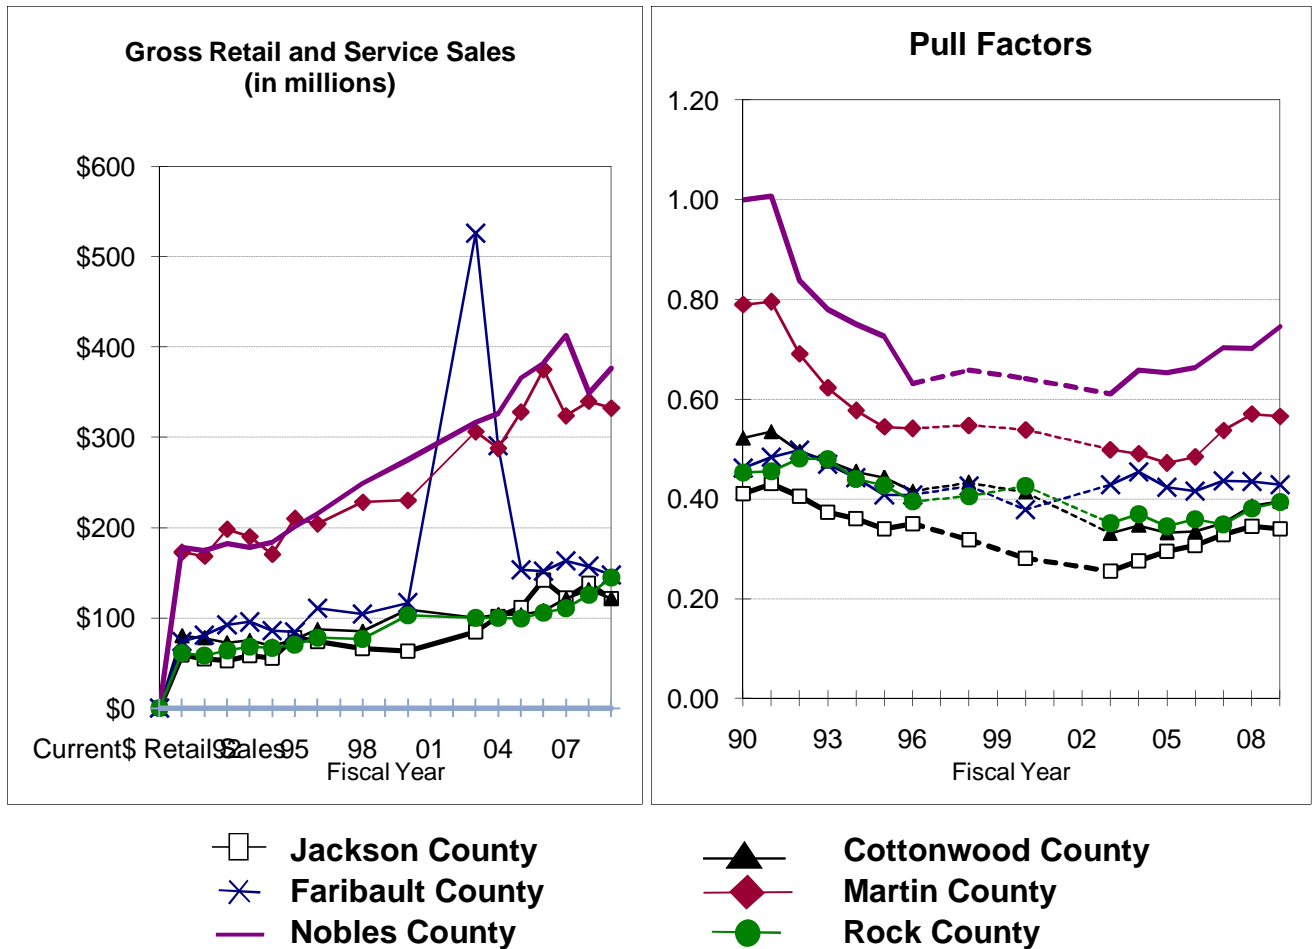 Gross Retail and Service Sales
(in millions)
$600
$500
$400
$300
$200
$100
$0
Current$ Retail Sales 92 95 98 01 04 07
Fiscal Year
Pull Factors
1.20
1.00
0.80
0.60
0.40
0.20
0.00
90 93 96 99 02 05 08
Fiscal Year
Jackson County
Cottonwood County
Faribault County
Martin County
Nobles County
Rock County